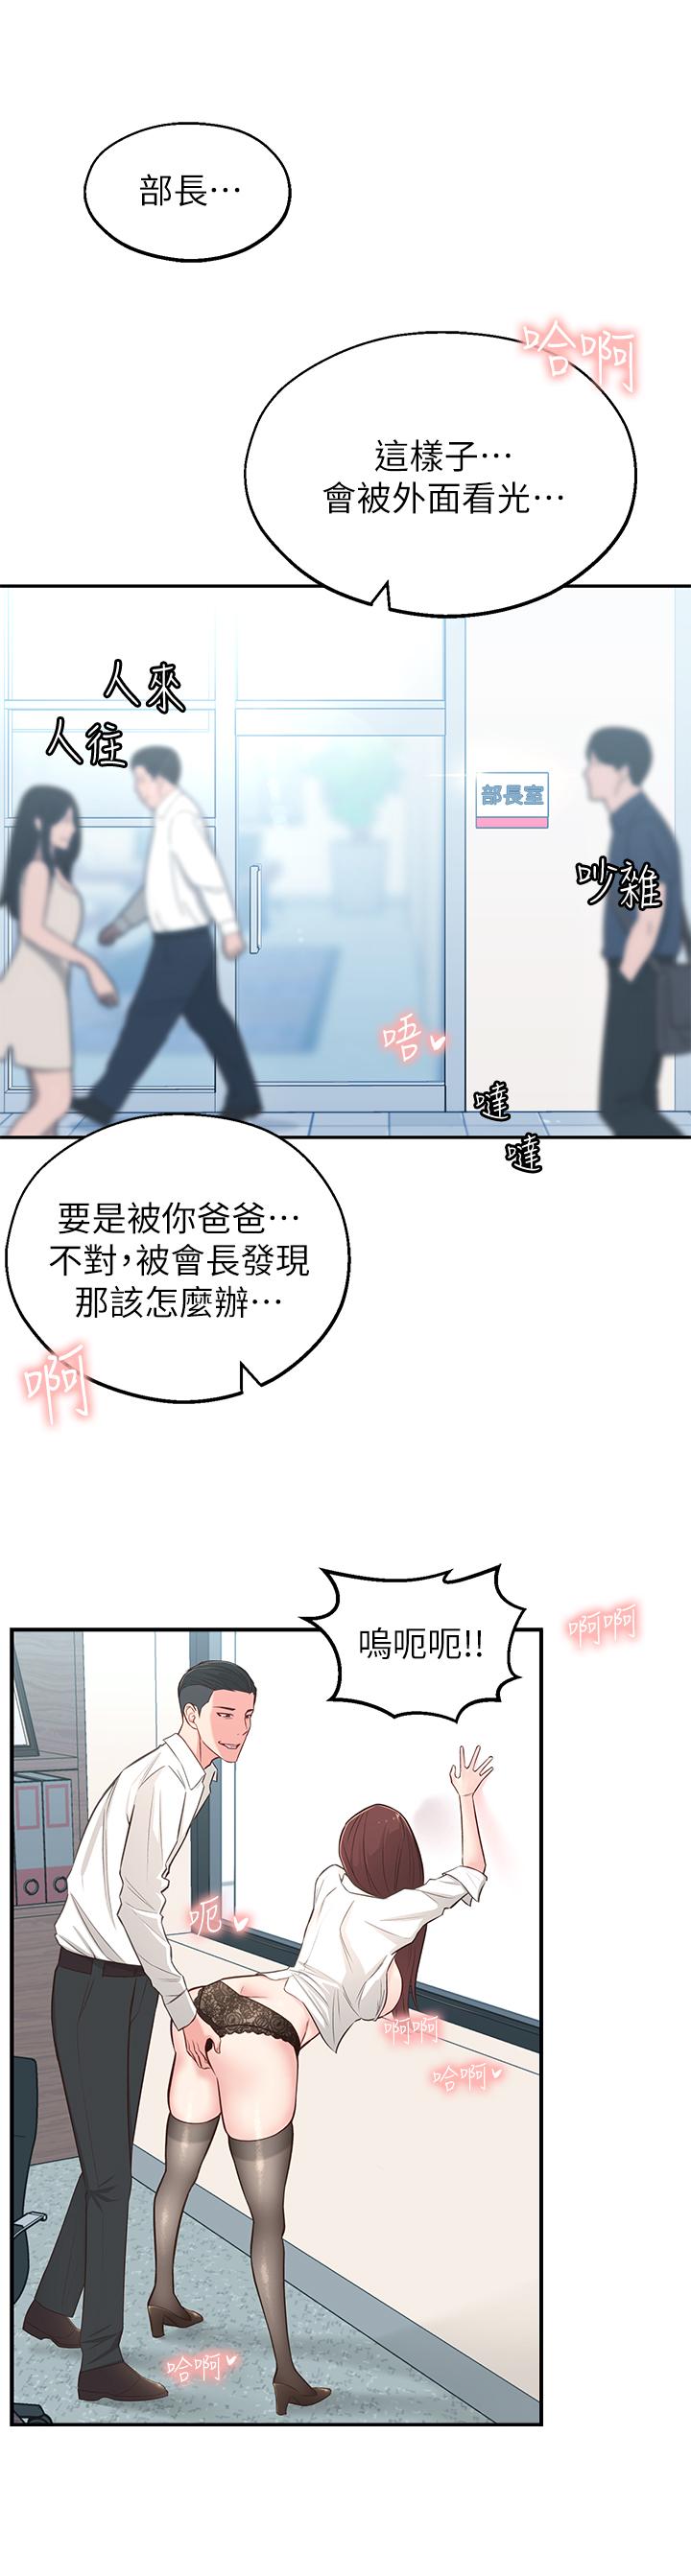 部長⋯
哈啊
這樣子⋯
會被外面看光⋯
人來
人往
部長室
吵雜
唔
噠
噠
要是被你爸爸⋯
不對,被會長發現
那該怎麼辦⋯
啊
嗚呃呃!!
啊啊
呃
啊啊
哈啊
哈啊